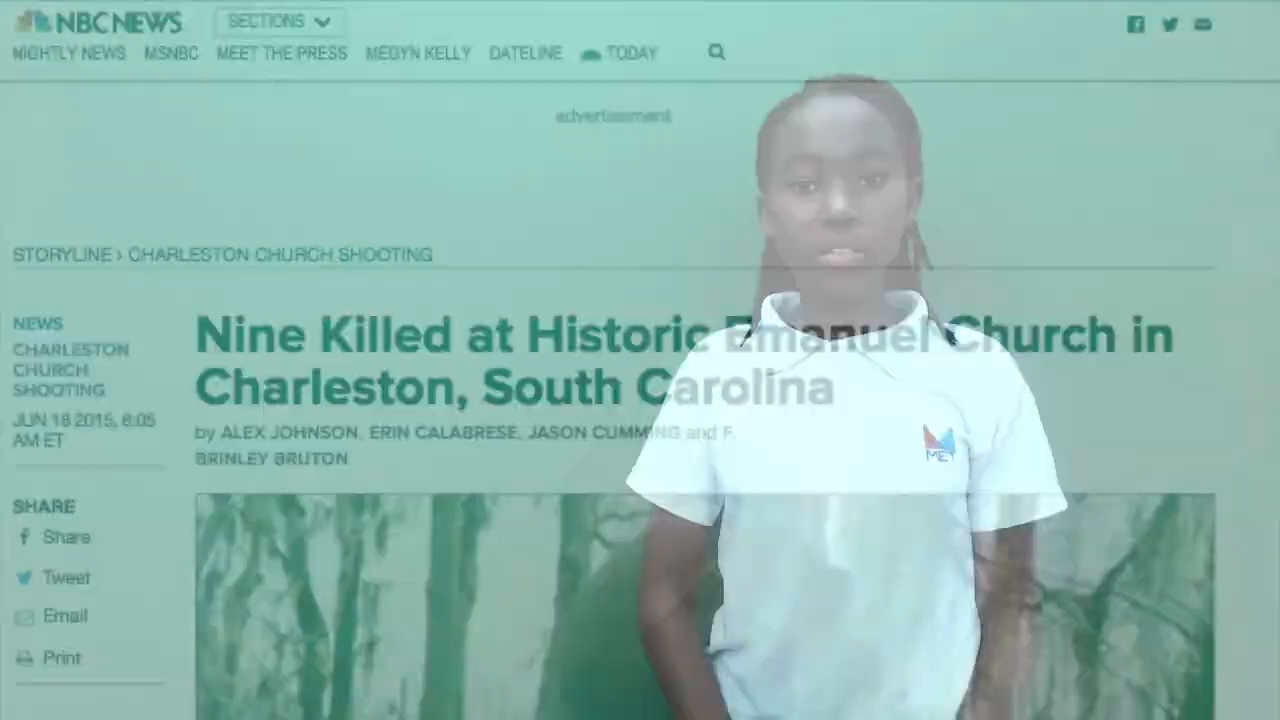 NBC NEWS
SECTIONS
NIGHTLY NEWS MSNBC MEET THE PRESS MEGYN KELLY DATELINE TODAY
advertisement
STORYLINE › CHARLESTON CHURCH SHOOTING
NEWS
CHARLESTON
CHURCH
SHOOTING
JUN 18 2015, 6:05
AM ET
Nine Killed at Historic Emanuel Church in
Charleston, South Carolina
by ALEX JOHNSON, ERIN CALABRESE, JASON CUMMING and F.
BRINLEY BRUTON
SHARE
Share
Tweet
Email
Print
MEY